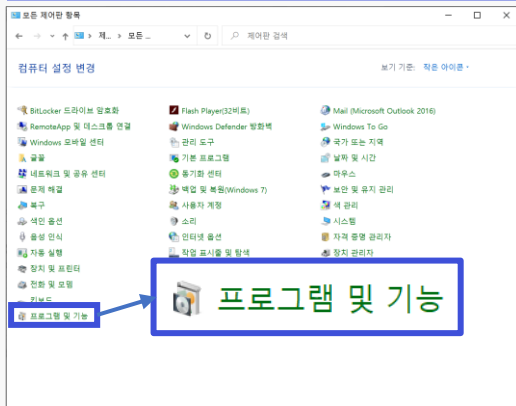 모든 제어판 항목
제... 모든 ... 제어판 검색
컴퓨터 설정 변경
보기 기준: 작은 아이콘
BitLocker 드라이브 암호화
Flash Player(32비트)
Mail (Microsoft Outlook 2016)
RemoteApp 및 데스크톱 연결
Windows Defender 방화벽
Windows To Go
Windows 모바일 센터
관리 도구
국가 또는 지역
글꼴
기본 프로그램
날짜 및 시간
네트워크 및 공유 센터
동기화 센터
마우스
문제 해결
백업 및 복원(Windows 7)
보안 및 유지 관리
복구
사용자 계정
색 관리
색인 옵션
소리
시스템
음성 인식
인터넷 옵션
자격 증명 관리자
자동 실행
작업 표시줄 및 탐색
장치 관리자
장치 및 프린터
전화 및 모뎀
키보드
프로그램 및 기능
프로그램 및 기능